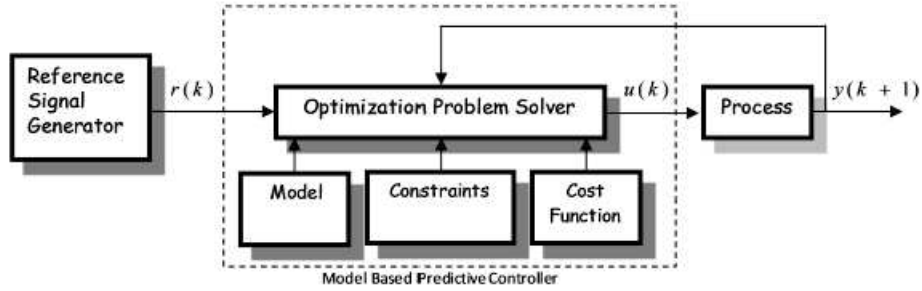 Reference
Signal
Generator
r(k)
Optimization Problem Solver
u(k)
Process
y(k + 1)
Model
Constraints
Cost
Function
Model Based Predictive Controller